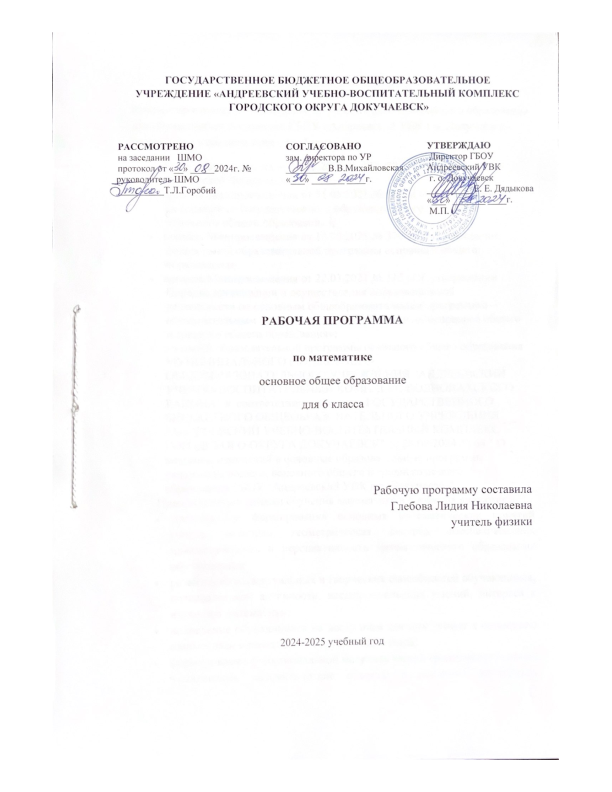 ГОСУДАРСТВЕННОЕ БЮДЖЕТНОЕ ОБЩЕОБРАЗОВАТЕЛЬНОЕ
УЧРЕЖДЕНИЕ «АНДРЕЕВСКИЙ УЧЕБНО-ВОСПИТАТЕЛЬНЫЙ КОМПЛЕКС
ГОРОДСКОГО ОКРУГА ДОКУЧАЕВСК»
РАССМОТРЕНО
на заседании ШМО
протокол от «30» 08 2024г. №
руководитель ШМО
Т.Л.Горобий
СОГЛАСОВАНО
зам. директора по УР
В.В.Михайловская
«30» 08 2024 г.
УТВЕРЖДАЮ
Директор ГБОУ
Андреевский УВК
г. о. Докучаевск
Е. Е. Дядыкова
«30» 08 2024 г.
М.П.
РАБОЧАЯ ПРОГРАММА
по математике
основное общее образование
для 6 класса
Рабочую программу составила
Глебова Лидия Николаевна
учитель физики
2024-2025 учебный год